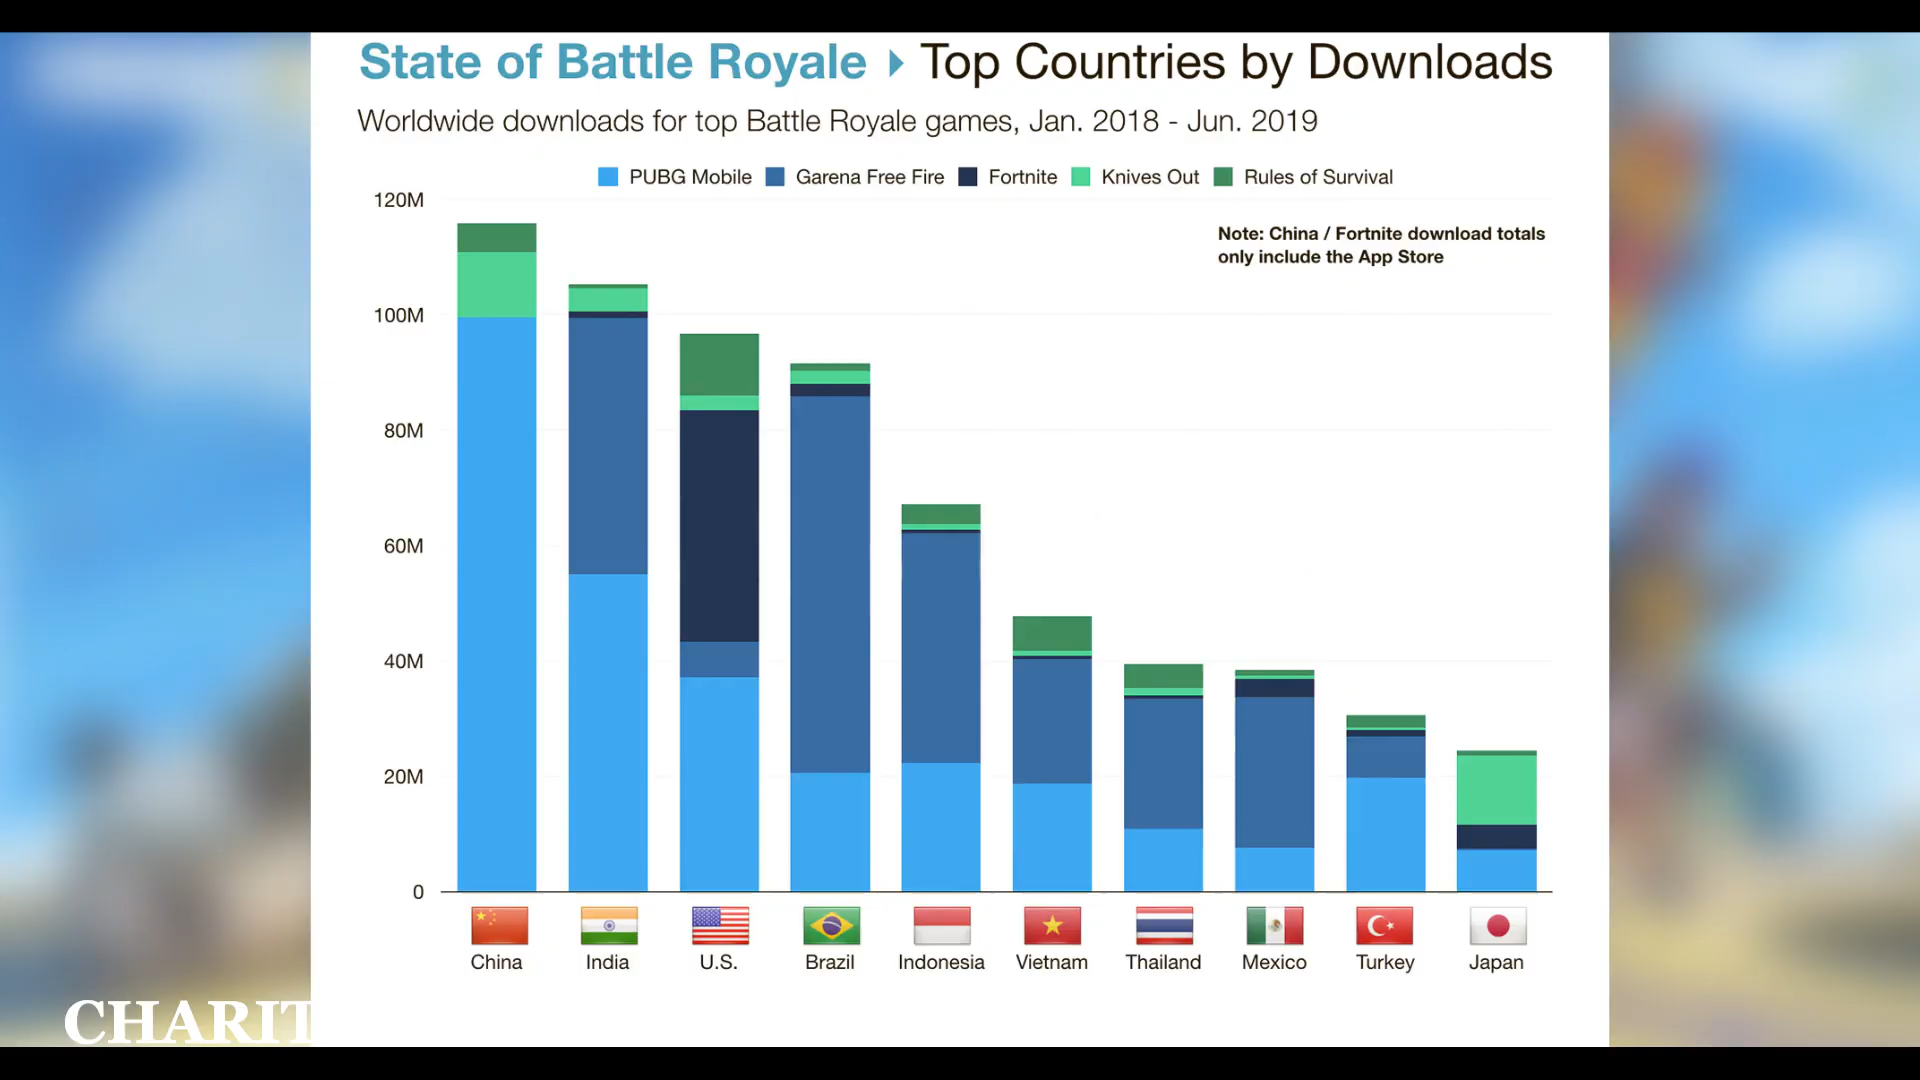 State of Battle Royale ▸ Top Countries by Downloads
Worldwide downloads for top Battle Royale games, Jan. 2018 - Jun. 2019
PUBG Mobile Garena Free Fire Fortnite Knives Out Rules of Survival
120M
Note: China / Fortnite download totals
only include the App Store
100M
80M
60M
40M
20M
0
China India U.S. Brazil Indonesia Vietnam Thailand Mexico Turkey Japan
CHARIT